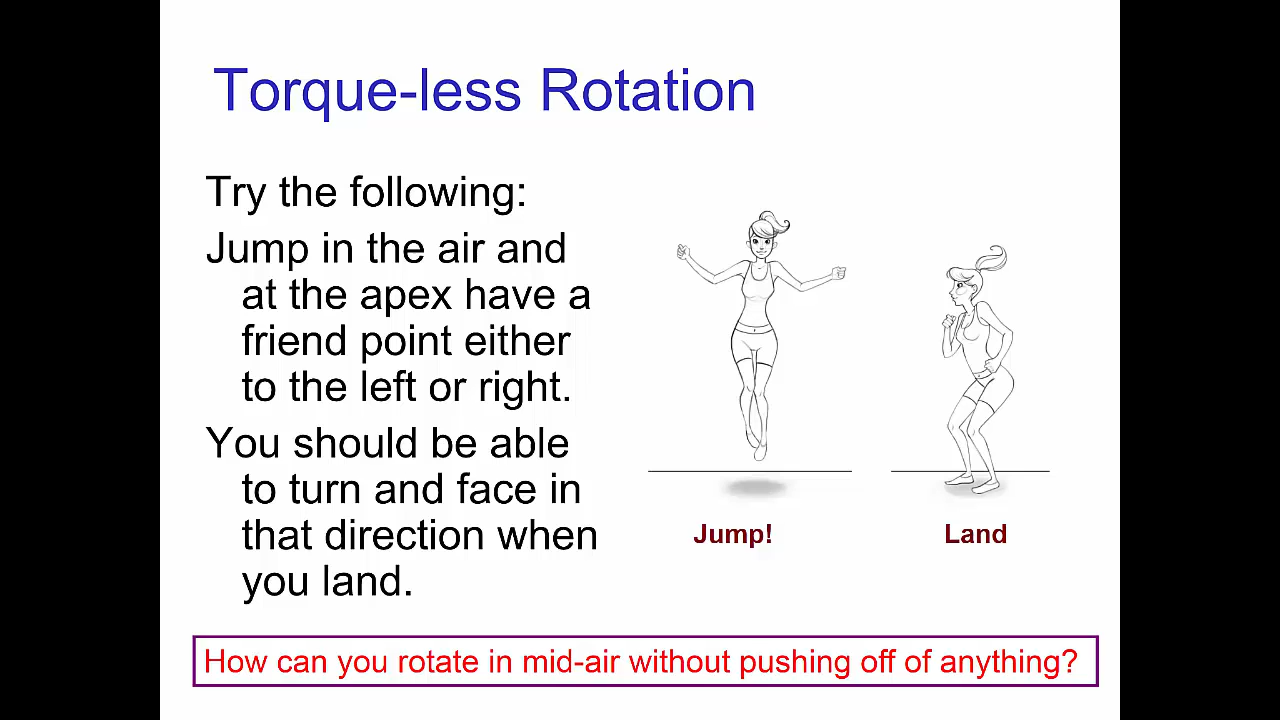 Torque-less Rotation
Try the following:
Jump in the air and
at the apex have a
friend point either
to the left or right.
You should be able
to turn and face in
that direction when
you land.
Jump!
Land
How can you rotate in mid-air without pushing off of anything?